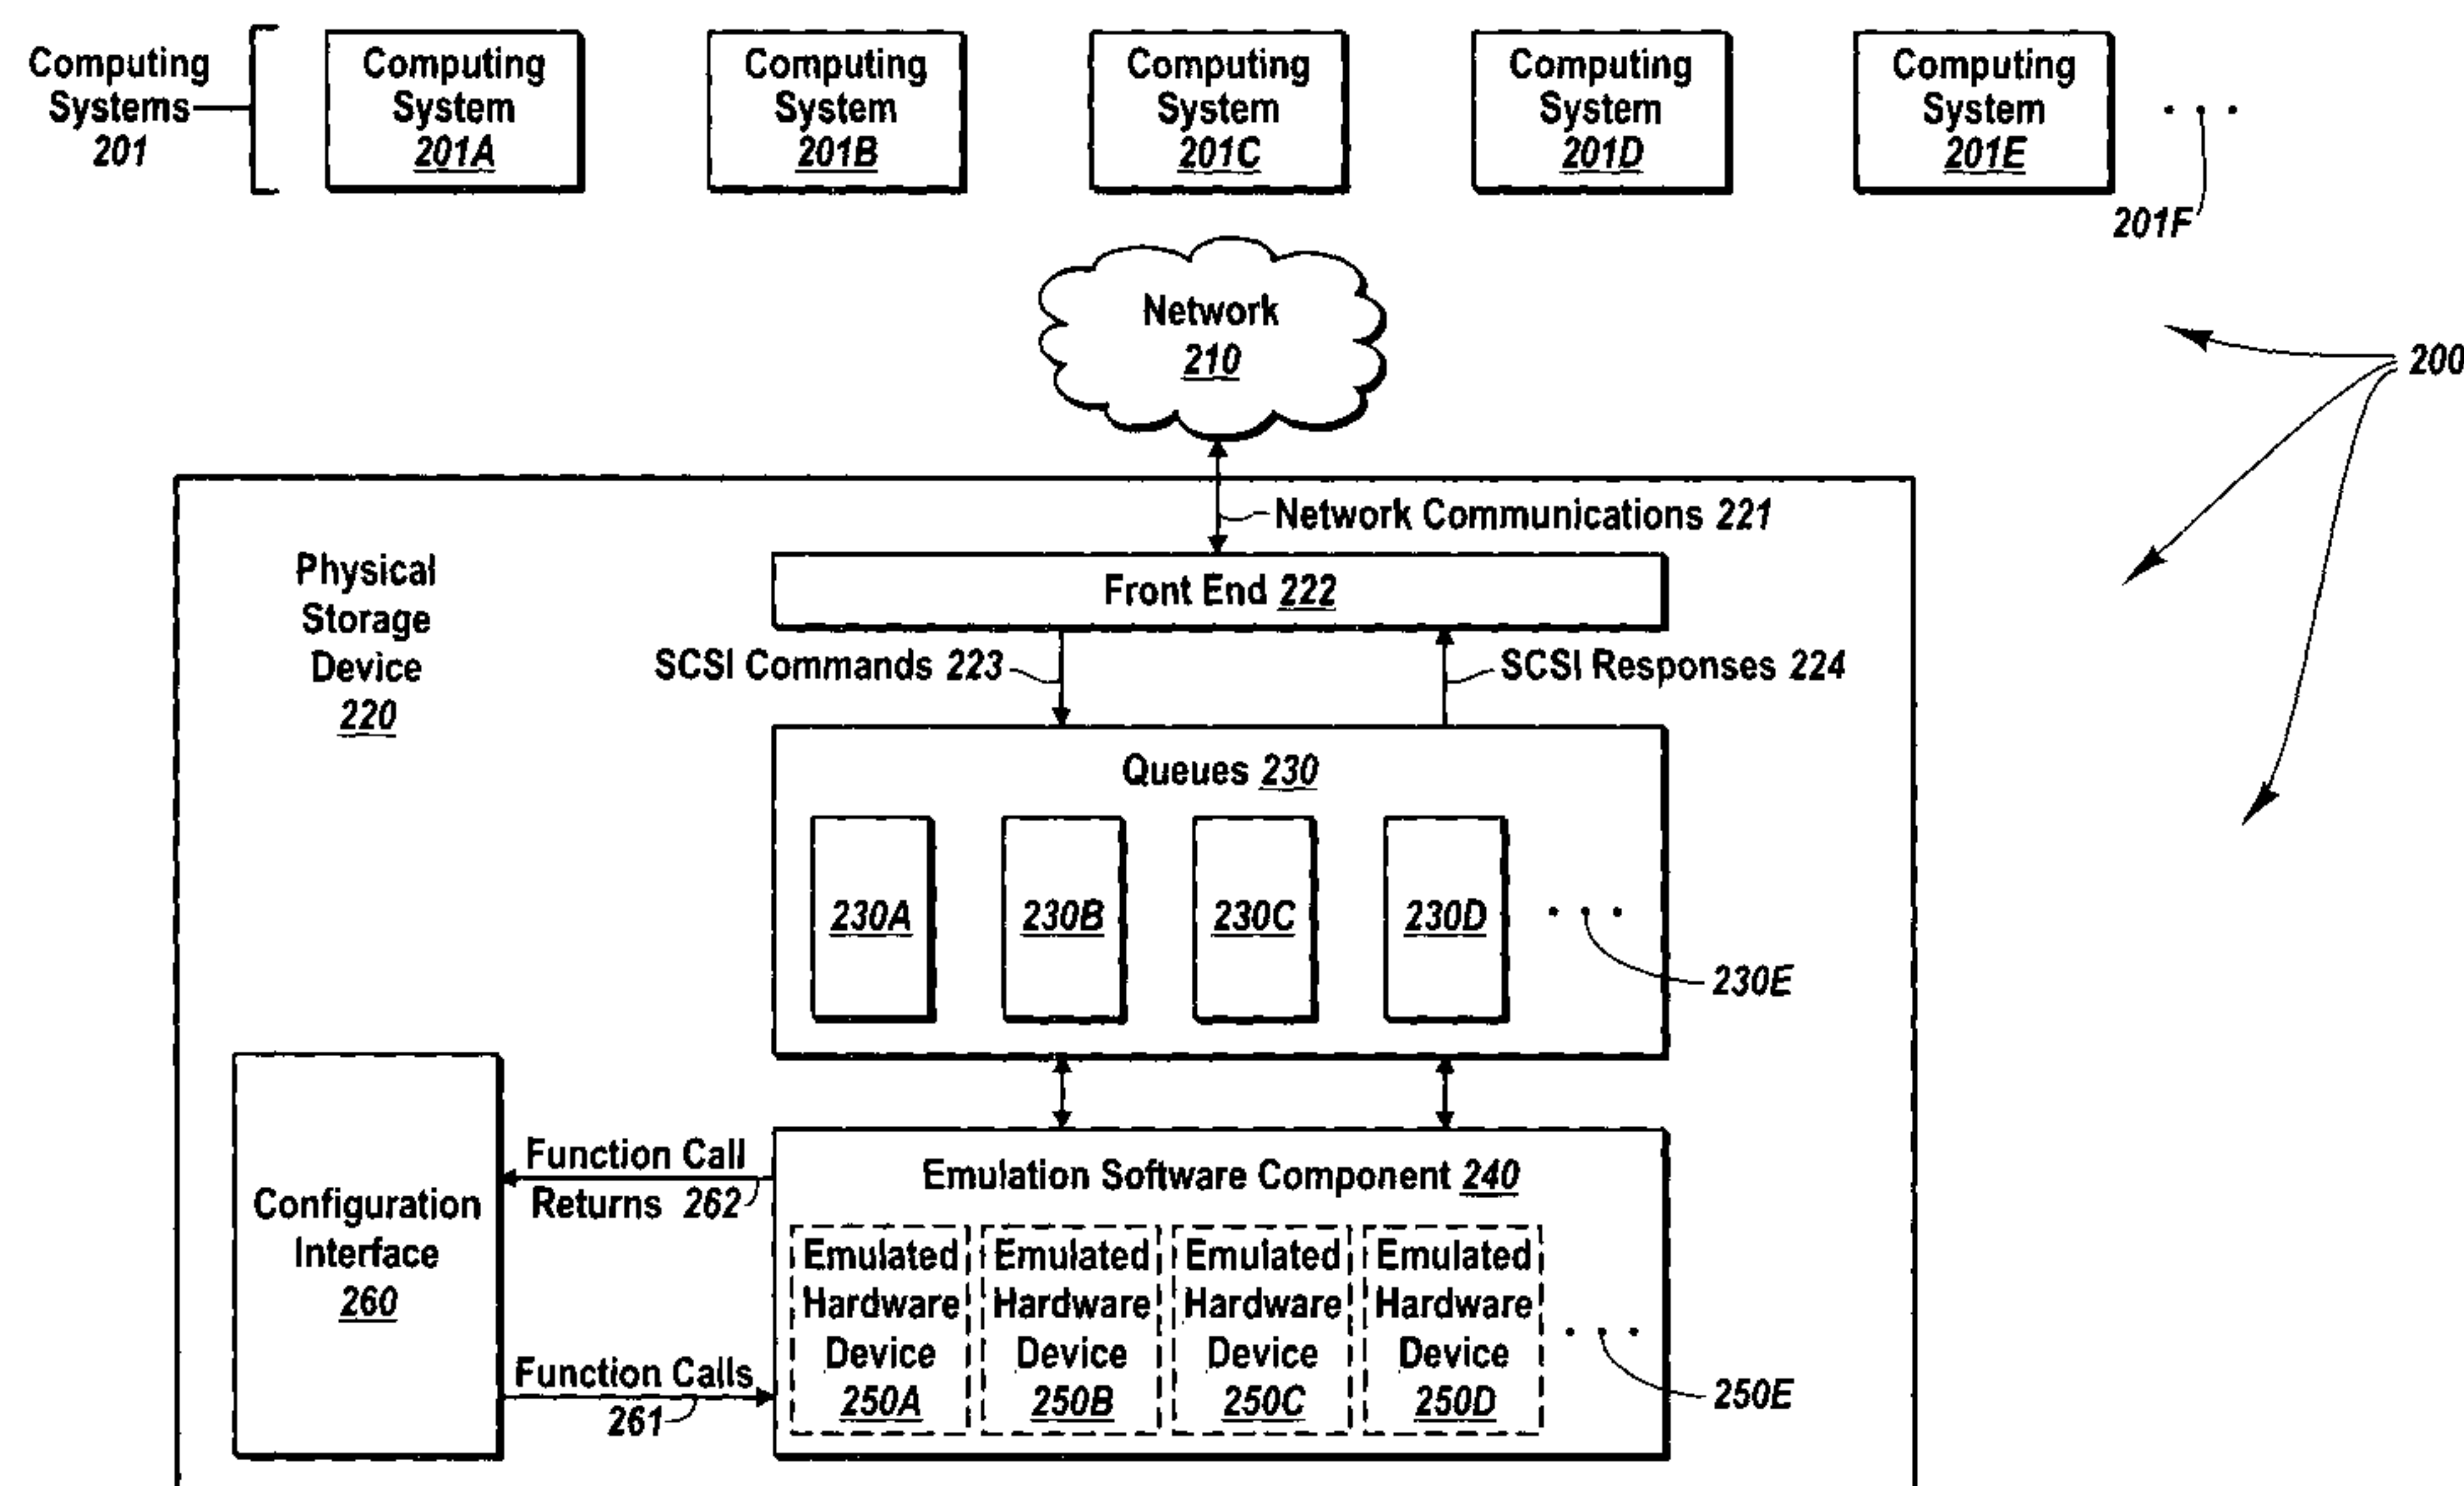 Computing
Systems
201
Computing
System
201A
Computing
System
201B
Computing
System
201C
Computing
System
201D
Computing
System
201E
201F
Network
210
200
Network Communications 221
Physical
Storage
Device
220
Front End 222
SCSI Commands 223
SCSI Responses 224
Queues 230
230A
230B
230C
230D
230E
Configuration
Interface
260
Function Call
Returns 262
Function Calls
261
Emulation Software Component 240
Emulated
Hardware
Device
250A
Emulated
Hardware
Device
250B
Emulated
Hardware
Device
250C
Emulated
Hardware
Device
250D
250E